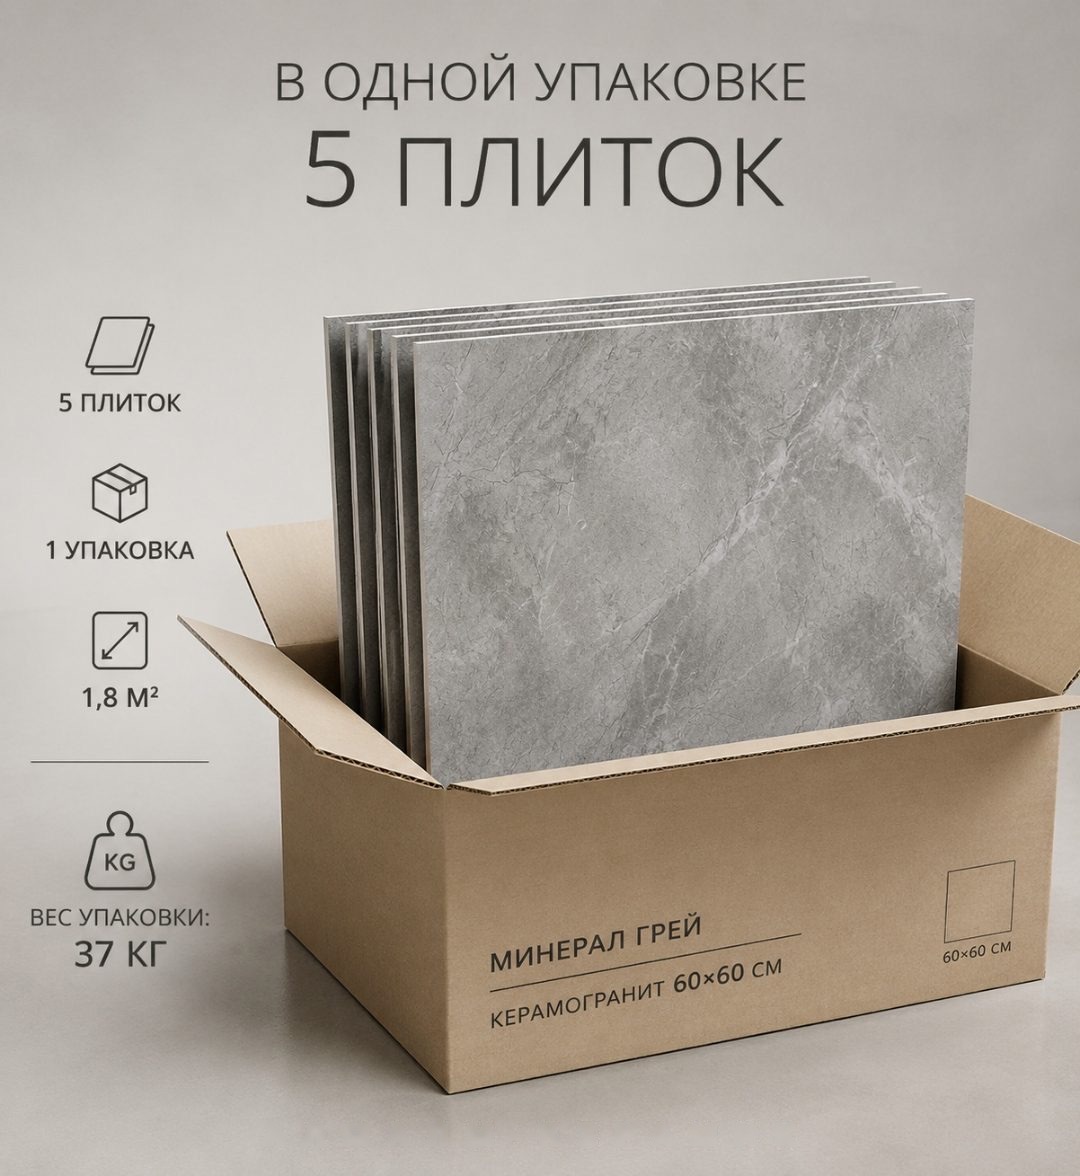 В ОДНОЙ УПАКОВКЕ
5 ПЛИТОК
5 ПЛИТОК
1 УПАКОВКА
1,8 М²
KG
ВЕС УПАКОВКИ:
37 КГ
МИНЕРАЛ ГРЕЙ
КЕРАМОГРАНИТ 60×60 СМ
60×60 СМ